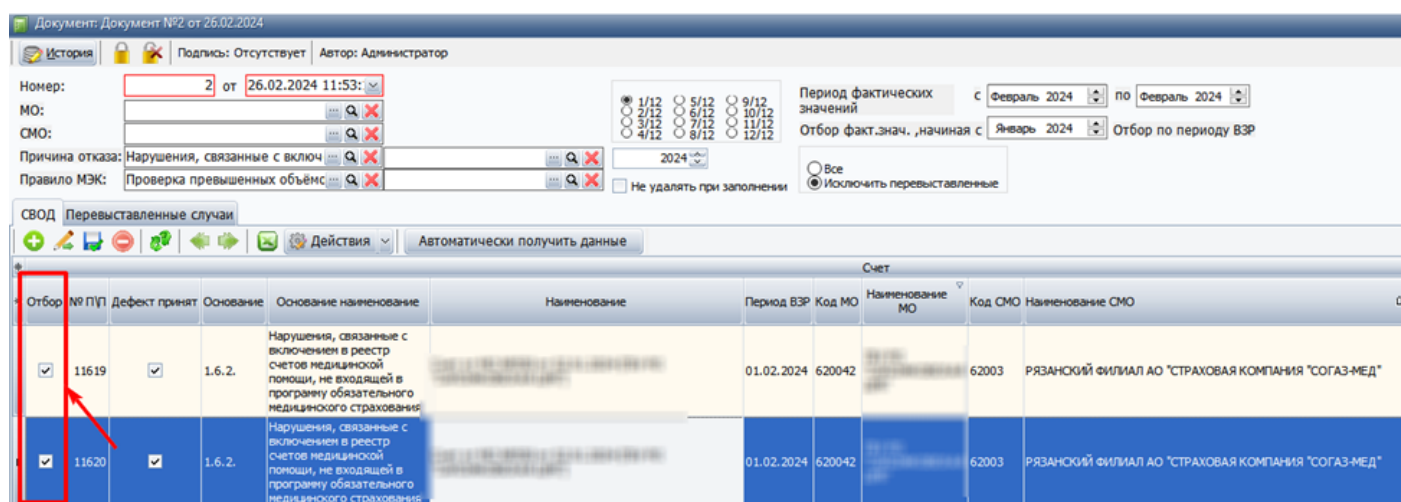 Документ: Документ №2 от 26.02.2024
История Подпись: Отсутствует Автор: Администратор
Номер: 2 от 26.02.2024 11:53:
МО:
СМО:
Причина отказа: Нарушения, связанные с включ
Правило МЭК: Проверка превышенных объёмс
1/12 5/12 9/12
2/12 6/12 10/12
3/12 7/12 11/12
4/12 8/12 12/12
2024
Не удалять при заполнении
Период фактических значений с Февраль 2024 по Февраль 2024
Отбор факт.знач. ,начиная с Январь 2024 Отбор по периоду ВЗР
Все
Исключить перевыставленные
СВОД Перевыставленные случаи
Действия Автоматически получить данные
Счет
Отбор № П\П Дефект принят Основание Основание наименование Наименование Период ВЗР Код МО Наименование МО Код СМО Наименование СМО
11619 1.6.2. Нарушения, связанные с
включением в реестр
счетов медицинской
помощи, не входящей в
программу обязательного
медицинского страхования
01.02.2024 620042 62003 РЯЗАНСКИЙ ФИЛИАЛ АО "СТРАХОВАЯ КОМПАНИЯ "СОГАЗ-МЕД"
11620 1.6.2. Нарушения, связанные с
включением в реестр
счетов медицинской
помощи, не входящей в
программу обязательного
медицинского страхования
01.02.2024 620042 62003 РЯЗАНСКИЙ ФИЛИАЛ АО "СТРАХОВАЯ КОМПАНИЯ "СОГАЗ-МЕД"